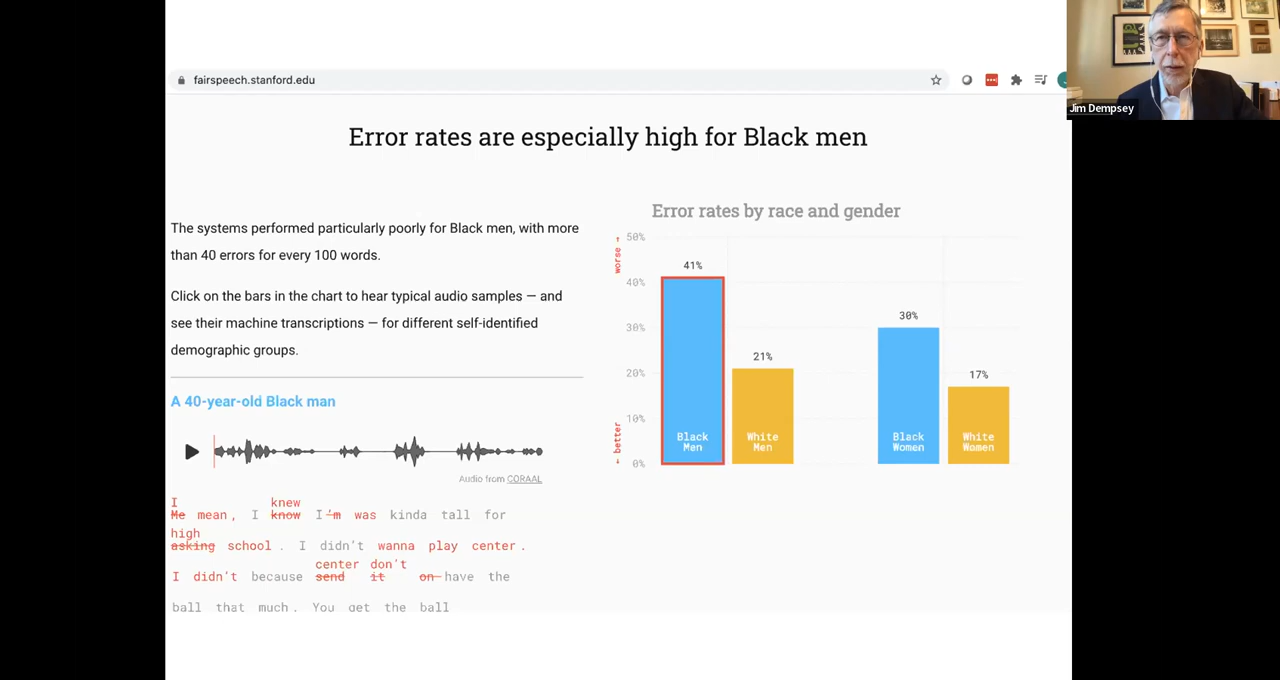 fairspeech.stanford.edu
Jim Dempsey
Error rates are especially high for Black men
The systems performed particularly poorly for Black men, with more
than 40 errors for every 100 words.
Click on the bars in the chart to hear typical audio samples — and
see their machine transcriptions — for different self-identified
demographic groups.
A 40-year-old Black man
Audio from CORAAL
I knew
Me mean, I know I'm was kinda tall for
high
asking school. I didn't wanna play center.
center don't
I didn't because send it on have the
ball that much. You get the ball
Error rates by race and gender
worse →
← better
50%
40%
30%
20%
10%
0%
41%
21%
30%
17%
Black
Men
White
Men
Black
Women
White
Women